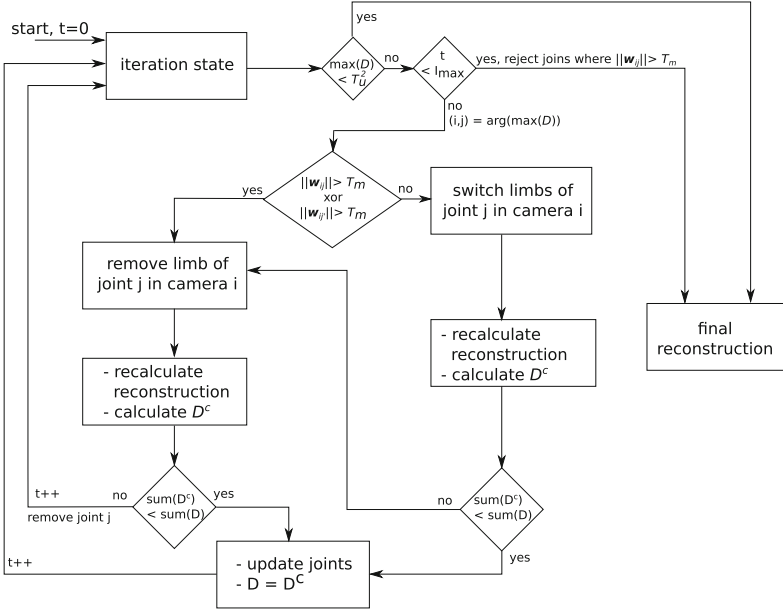 yes
start, t=0
iteration state
max(D)
< T_u^2
no
t
< I_max
yes, reject joins where ||w_ij||> T_m
no
(i,j) = arg(max(D))
yes
||w_ij||> T_m
xor
||w_ij'||> T_m
no
switch limbs of
joint j in camera i
remove limb of
joint j in camera i
final
reconstruction
- recalculate
reconstruction
- calculate D^c
- recalculate
reconstruction
- calculate D^c
t++
no
sum(D^c)
< sum(D)
yes
remove joint j
no
sum(D^c)
< sum(D)
yes
t++
- update joints
- D = D^c